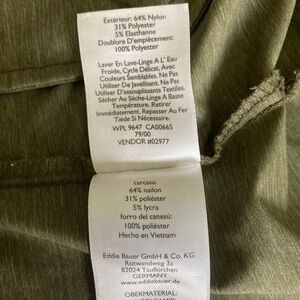 Extérieur: 64% Nylon
31% Polyester
5% Elasthanne
Doublure D'empiècement:
100% Polyester
Laver En Lave-Linge A L' Eau
Froide, Cycle Délicat, Avec
Couleurs Semblables. Ne Pas
Utiliser De Javellisant. Ne Pas
Utiliser D'assouplissants Textiles.
Sécher Au Sèche-Linge A Basse
Température. Retirer
Immédiatement. Repasser Au Fer
Tiède Si Nécessaire.
WPL 9647 CA00665
79/00
VENDOR #02977
carcasa:
64% nailon
31% poliéster
5% lycra
forro del canesú:
100% poliéster
Hecho en Vietnam
Eddie Bauer GmbH & Co. KG
Rotwandweg 3a
82024 Taufkirchen
GERMANY
www.eddiebauer.de
OBERMATERIAL: